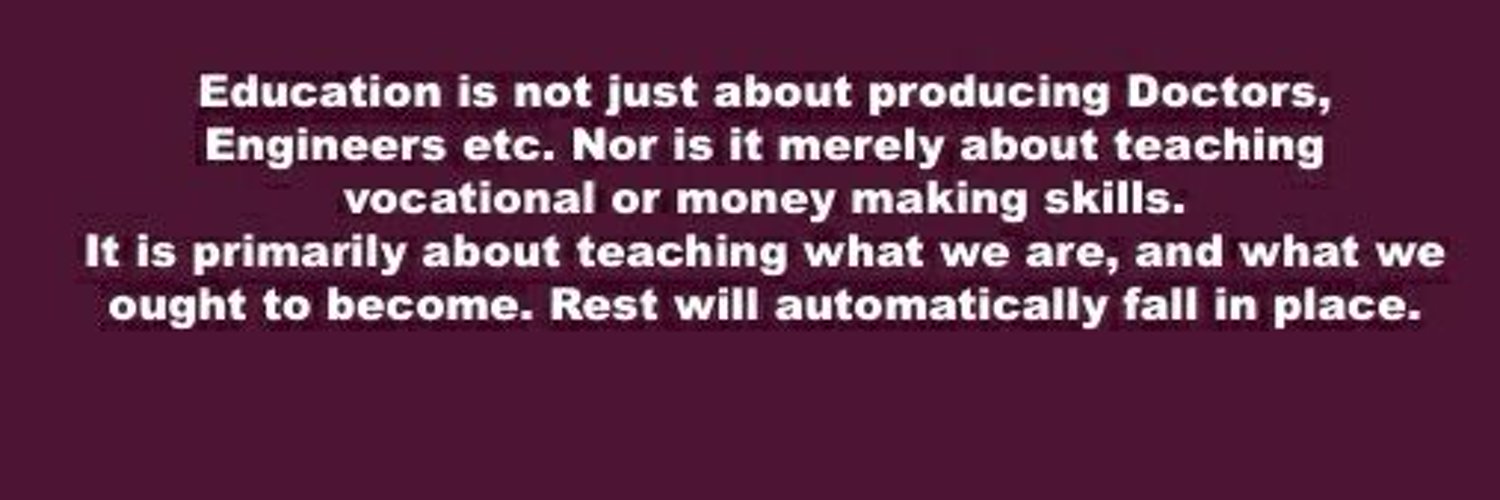 Education is not just about producing Doctors,
Engineers etc. Nor is it merely about teaching
vocational or money making skills.
It is primarily about teaching what we are, and what we
ought to become. Rest will automatically fall in place.